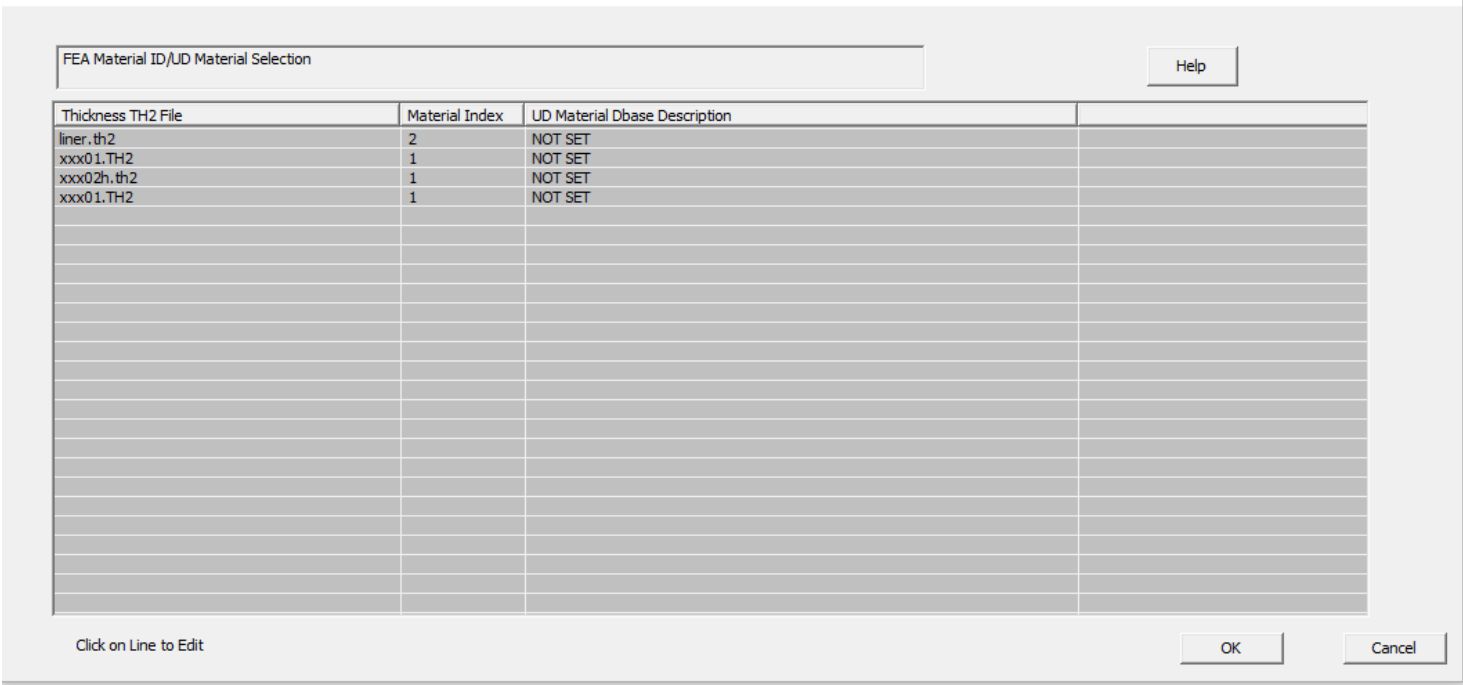 FEA Material ID/UD Material Selection
Help
Thickness TH2 File Material Index UD Material Dbase Description
liner.th2 2 NOT SET
xxx01.TH2 1 NOT SET
xxx02h.th2 1 NOT SET
xxx01.TH2 1 NOT SET
Click on Line to Edit
OK Cancel